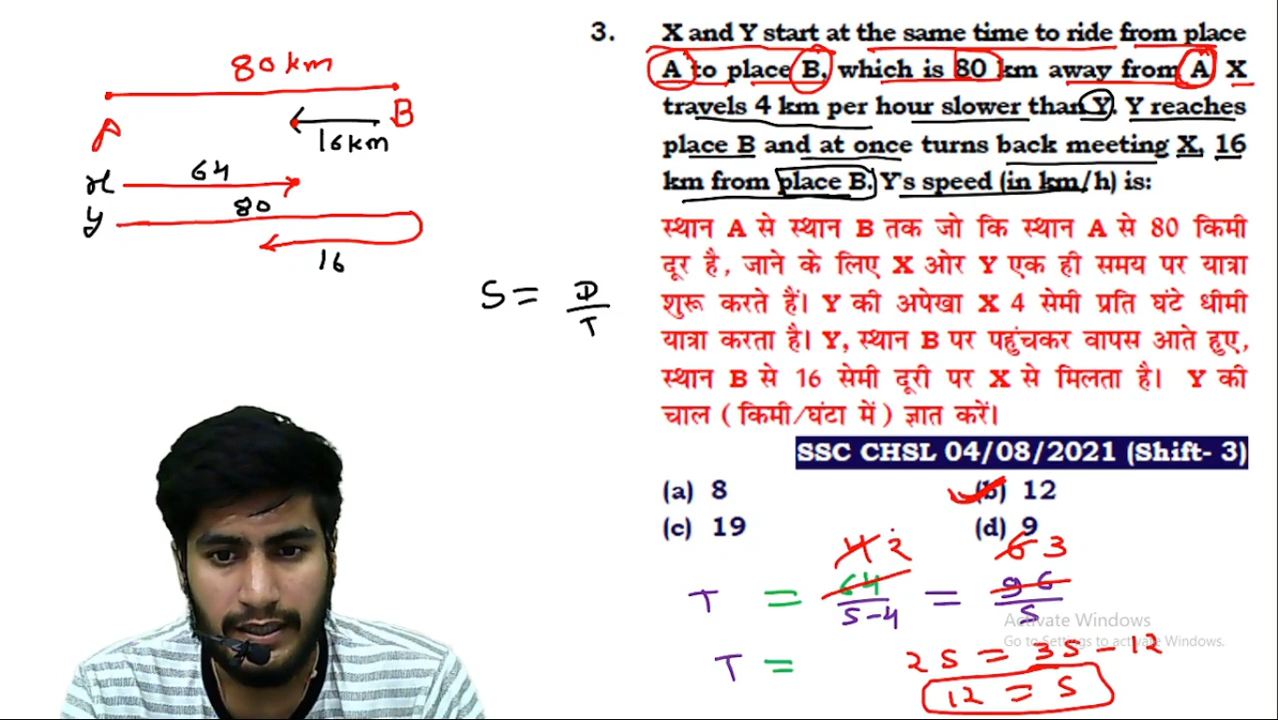 80 km
A
B
16 km
x 64
y 80
16
S = D/T
3. X and Y start at the same time to ride from place
A to place B, which is 80 km away from A. X
travels 4 km per hour slower than Y. Y reaches
place B and at once turns back meeting X, 16
km from place B. Y's speed (in km/h) is:
स्थान A से स्थान B तक जो कि स्थान A से 80 किमी
दूर है, जाने के लिए X ओर Y एक ही समय पर यात्रा
शुरू करते हैं। Y की अपेखा X 4 सेमी प्रति घंटे धीमी
यात्रा करता है। Y, स्थान B पर पहुंचकर वापस आते हुए,
स्थान B से 16 सेमी दूरी पर X से मिलता है। Y की
चाल ( किमी/घंटा में ) ज्ञात करें।
SSC CHSL 04/08/2021 (Shift- 3)
(a) 8 (b) 12
(c) 19 (d) 9
4 2 6 3
T = 64/S-4 = 96/S
Activate Windows
Go to Settings to activate Windows.
T = 2S = 3S - 12
12 = S